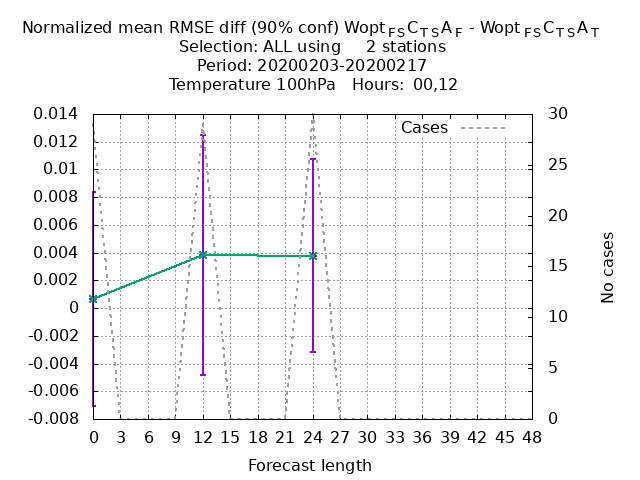 Normalized mean RMSE diff (90% conf) Wopt FS C TS A F - Wopt FS C TS A T
Selection: ALL using 2 stations
Period: 20200203-20200217
Temperature 100hPa Hours: 00,12
Cases
0.014
0.012
0.01
0.008
0.006
0.004
0.002
0
-0.002
-0.004
-0.006
-0.008
30
25
20
15
10
5
0
No cases
0 3 6 9 12 15 18 21 24 27 30 33 36 39 42 45 48
Forecast length